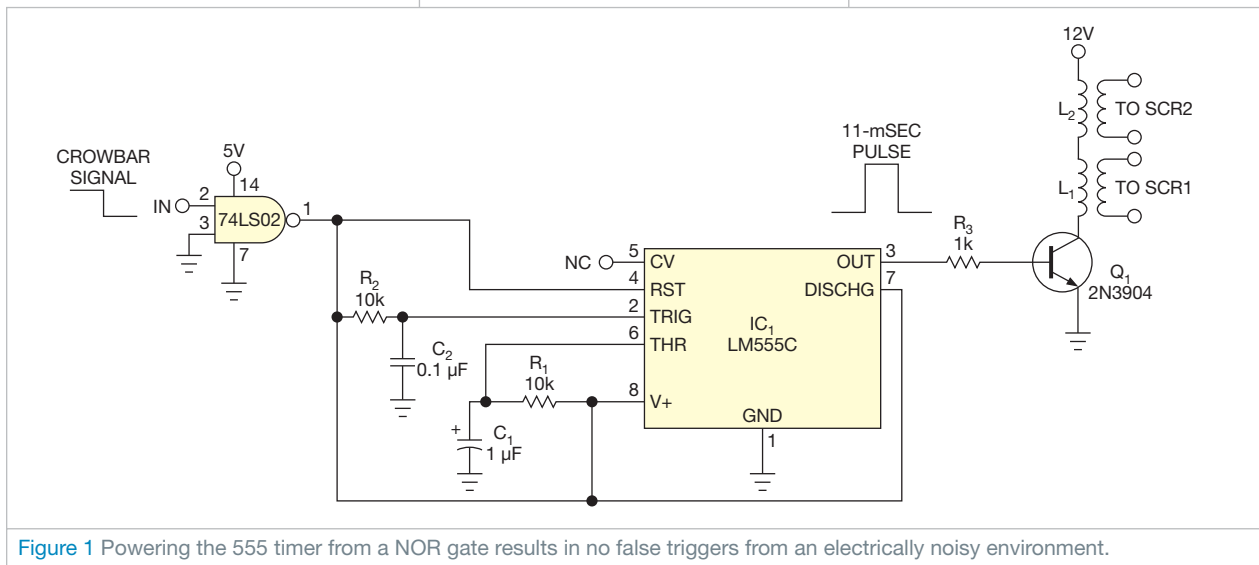 12V
L2
TO SCR2
11-mSEC
PULSE
CROWBAR
SIGNAL
5V
14
IN
2
3
74LS02
1
7
L1
TO SCR1
R3
1k
NC
5
CV
OUT
3
4
RST
DISCHG
7
Q1
2N3904
R2
10k
2
TRIG
6
THR
IC1
LM555C
C2
0.1 µF
R1
10k
8
V+
GND
1
+
C1
1 µF
Figure 1 Powering the 555 timer from a NOR gate results in no false triggers from an electrically noisy environment.